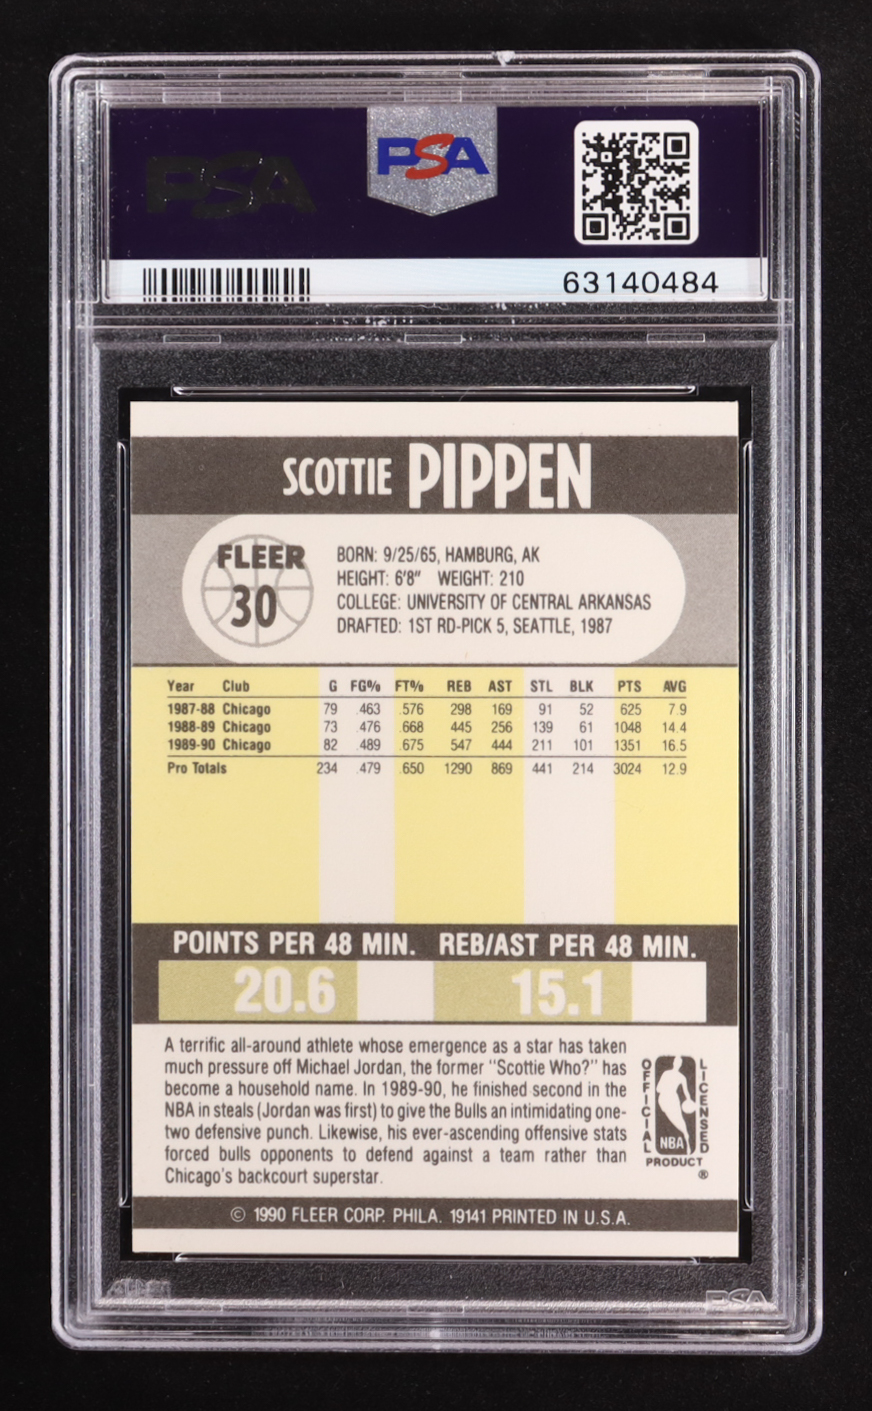 PSA
PSA
63140484
SCOTTIE PIPPEN
FLEER
30
BORN: 9/25/65, HAMBURG, AK
HEIGHT: 6'8" WEIGHT: 210
COLLEGE: UNIVERSITY OF CENTRAL ARKANSAS
DRAFTED: 1ST RD-PICK 5, SEATTLE, 1987
Year Club G FG% FT% REB AST STL BLK PTS AVG
1987-88 Chicago 79 .463 .576 298 169 91 52 625 7.9
1988-89 Chicago 73 .476 .668 445 256 139 61 1048 14.4
1989-90 Chicago 82 .489 .675 547 444 211 101 1351 16.5
Pro Totals 234 .479 .650 1290 869 441 214 3024 12.9
POINTS PER 48 MIN. REB/AST PER 48 MIN.
20.6 15.1
A terrific all-around athlete whose emergence as a star has taken
much pressure off Michael Jordan, the former "Scottie Who?" has
become a household name. In 1989-90, he finished second in the
NBA in steals (Jordan was first) to give the Bulls an intimidating one-
two defensive punch. Likewise, his ever-ascending offensive stats
forced bulls opponents to defend against a team rather than
Chicago's backcourt superstar.
OFFICIAL
LICENSED
NBA
PRODUCT
®
© 1990 FLEER CORP. PHILA. 19141 PRINTED IN U.S.A.
PSA